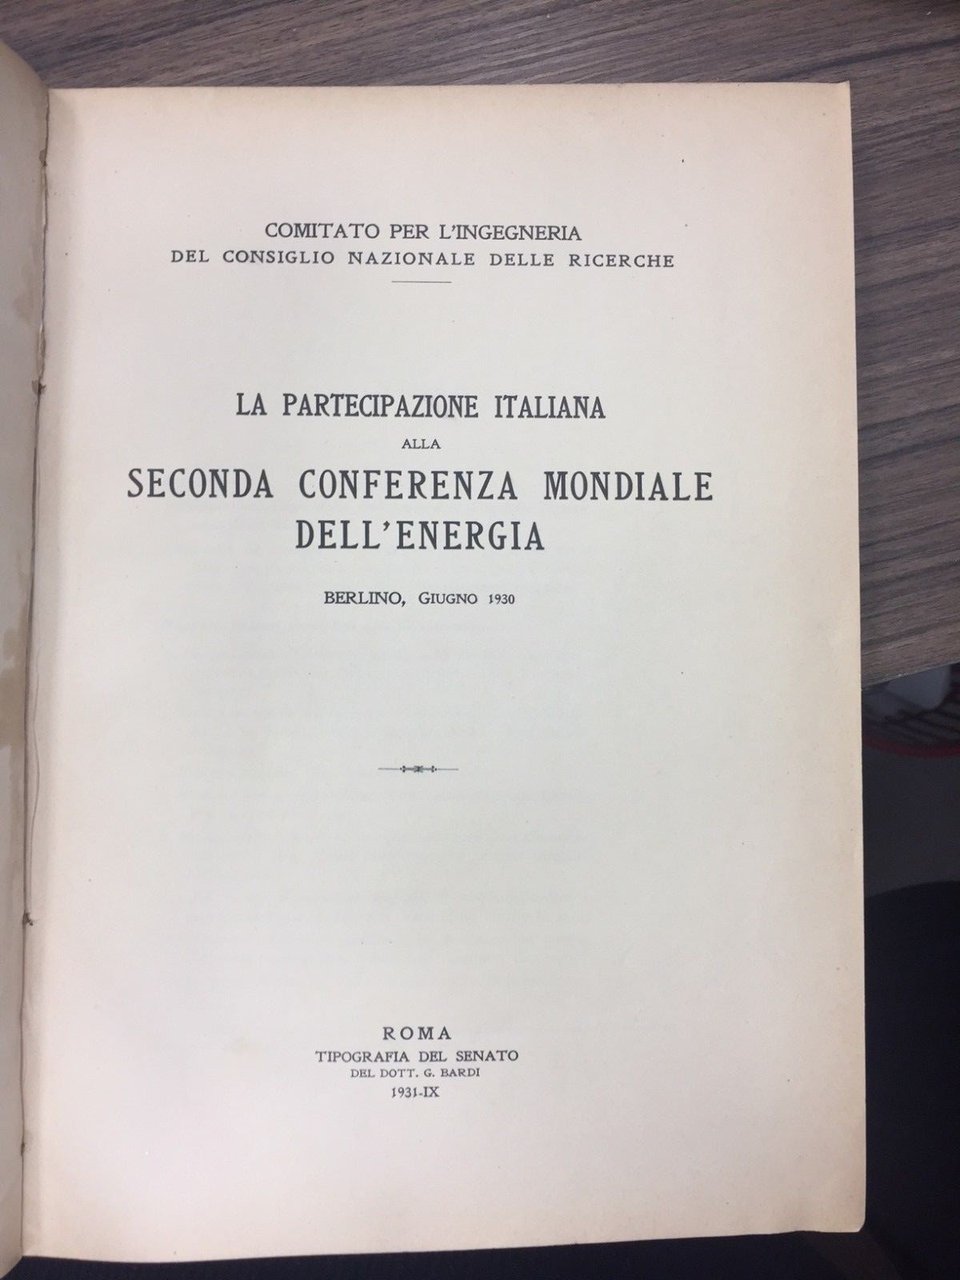 COMITATO PER L'INGEGNERIA
DEL CONSIGLIO NAZIONALE DELLE RICERCHE
LA PARTECIPAZIONE ITALIANA
ALLA
SECONDA CONFERENZA MONDIALE
DELL'ENERGIA
BERLINO, GIUGNO 1930
ROMA
TIPOGRAFIA DEL SENATO
DEL DOTT. G. BARDI
1931-IX